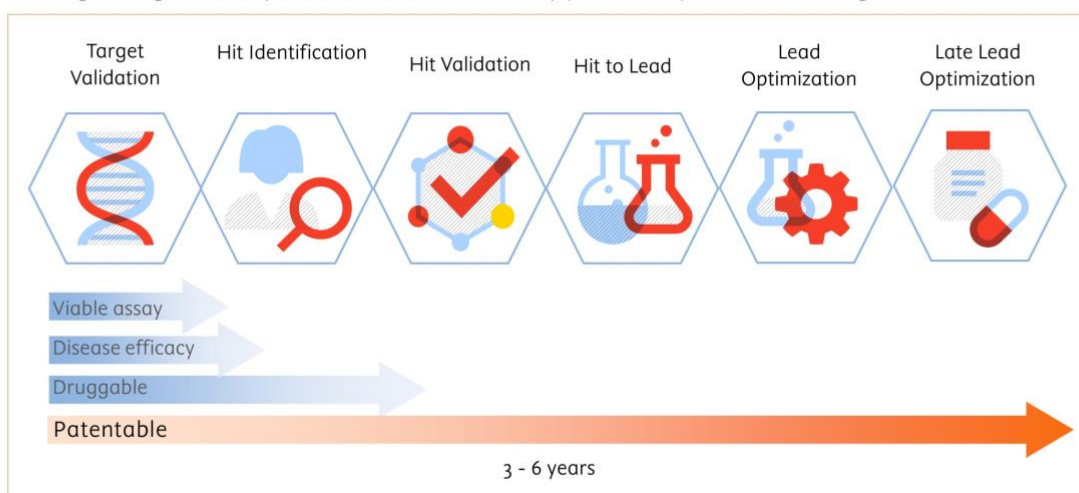 Target
Validation
Hit Identification
Hit Validation
Hit to Lead
Lead
Optimization
Late Lead
Optimization
Viable assay
Disease efficacy
Druggable
Patentable
3 - 6 years